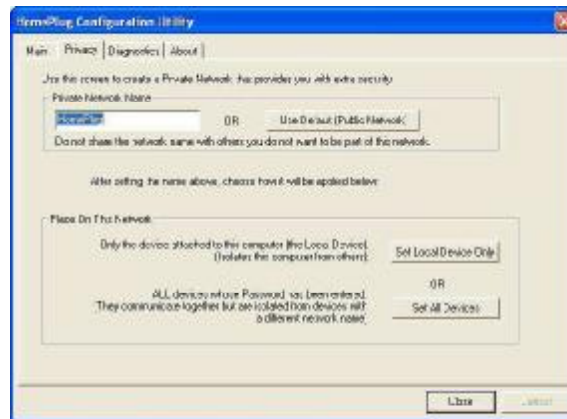 HomePlug Configuration Utility
Main Privacy Diagnostics About
Use this screen to create a Private Network that provides you with extra security
Private Network Name
HomePlug OR Use Default (Public Network)
Do not share the network name with others you do not want to be part of this network.
After setting the name above, choose how it will be applied below:
Place On This Network
Only the device attached to this computer (the Local Device).
(Isolates this computer from others)
Set Local Device Only
OR
ALL devices whose Password has been entered.
They communicate together but are isolated from devices with
a different network name)
Set All Devices
Close